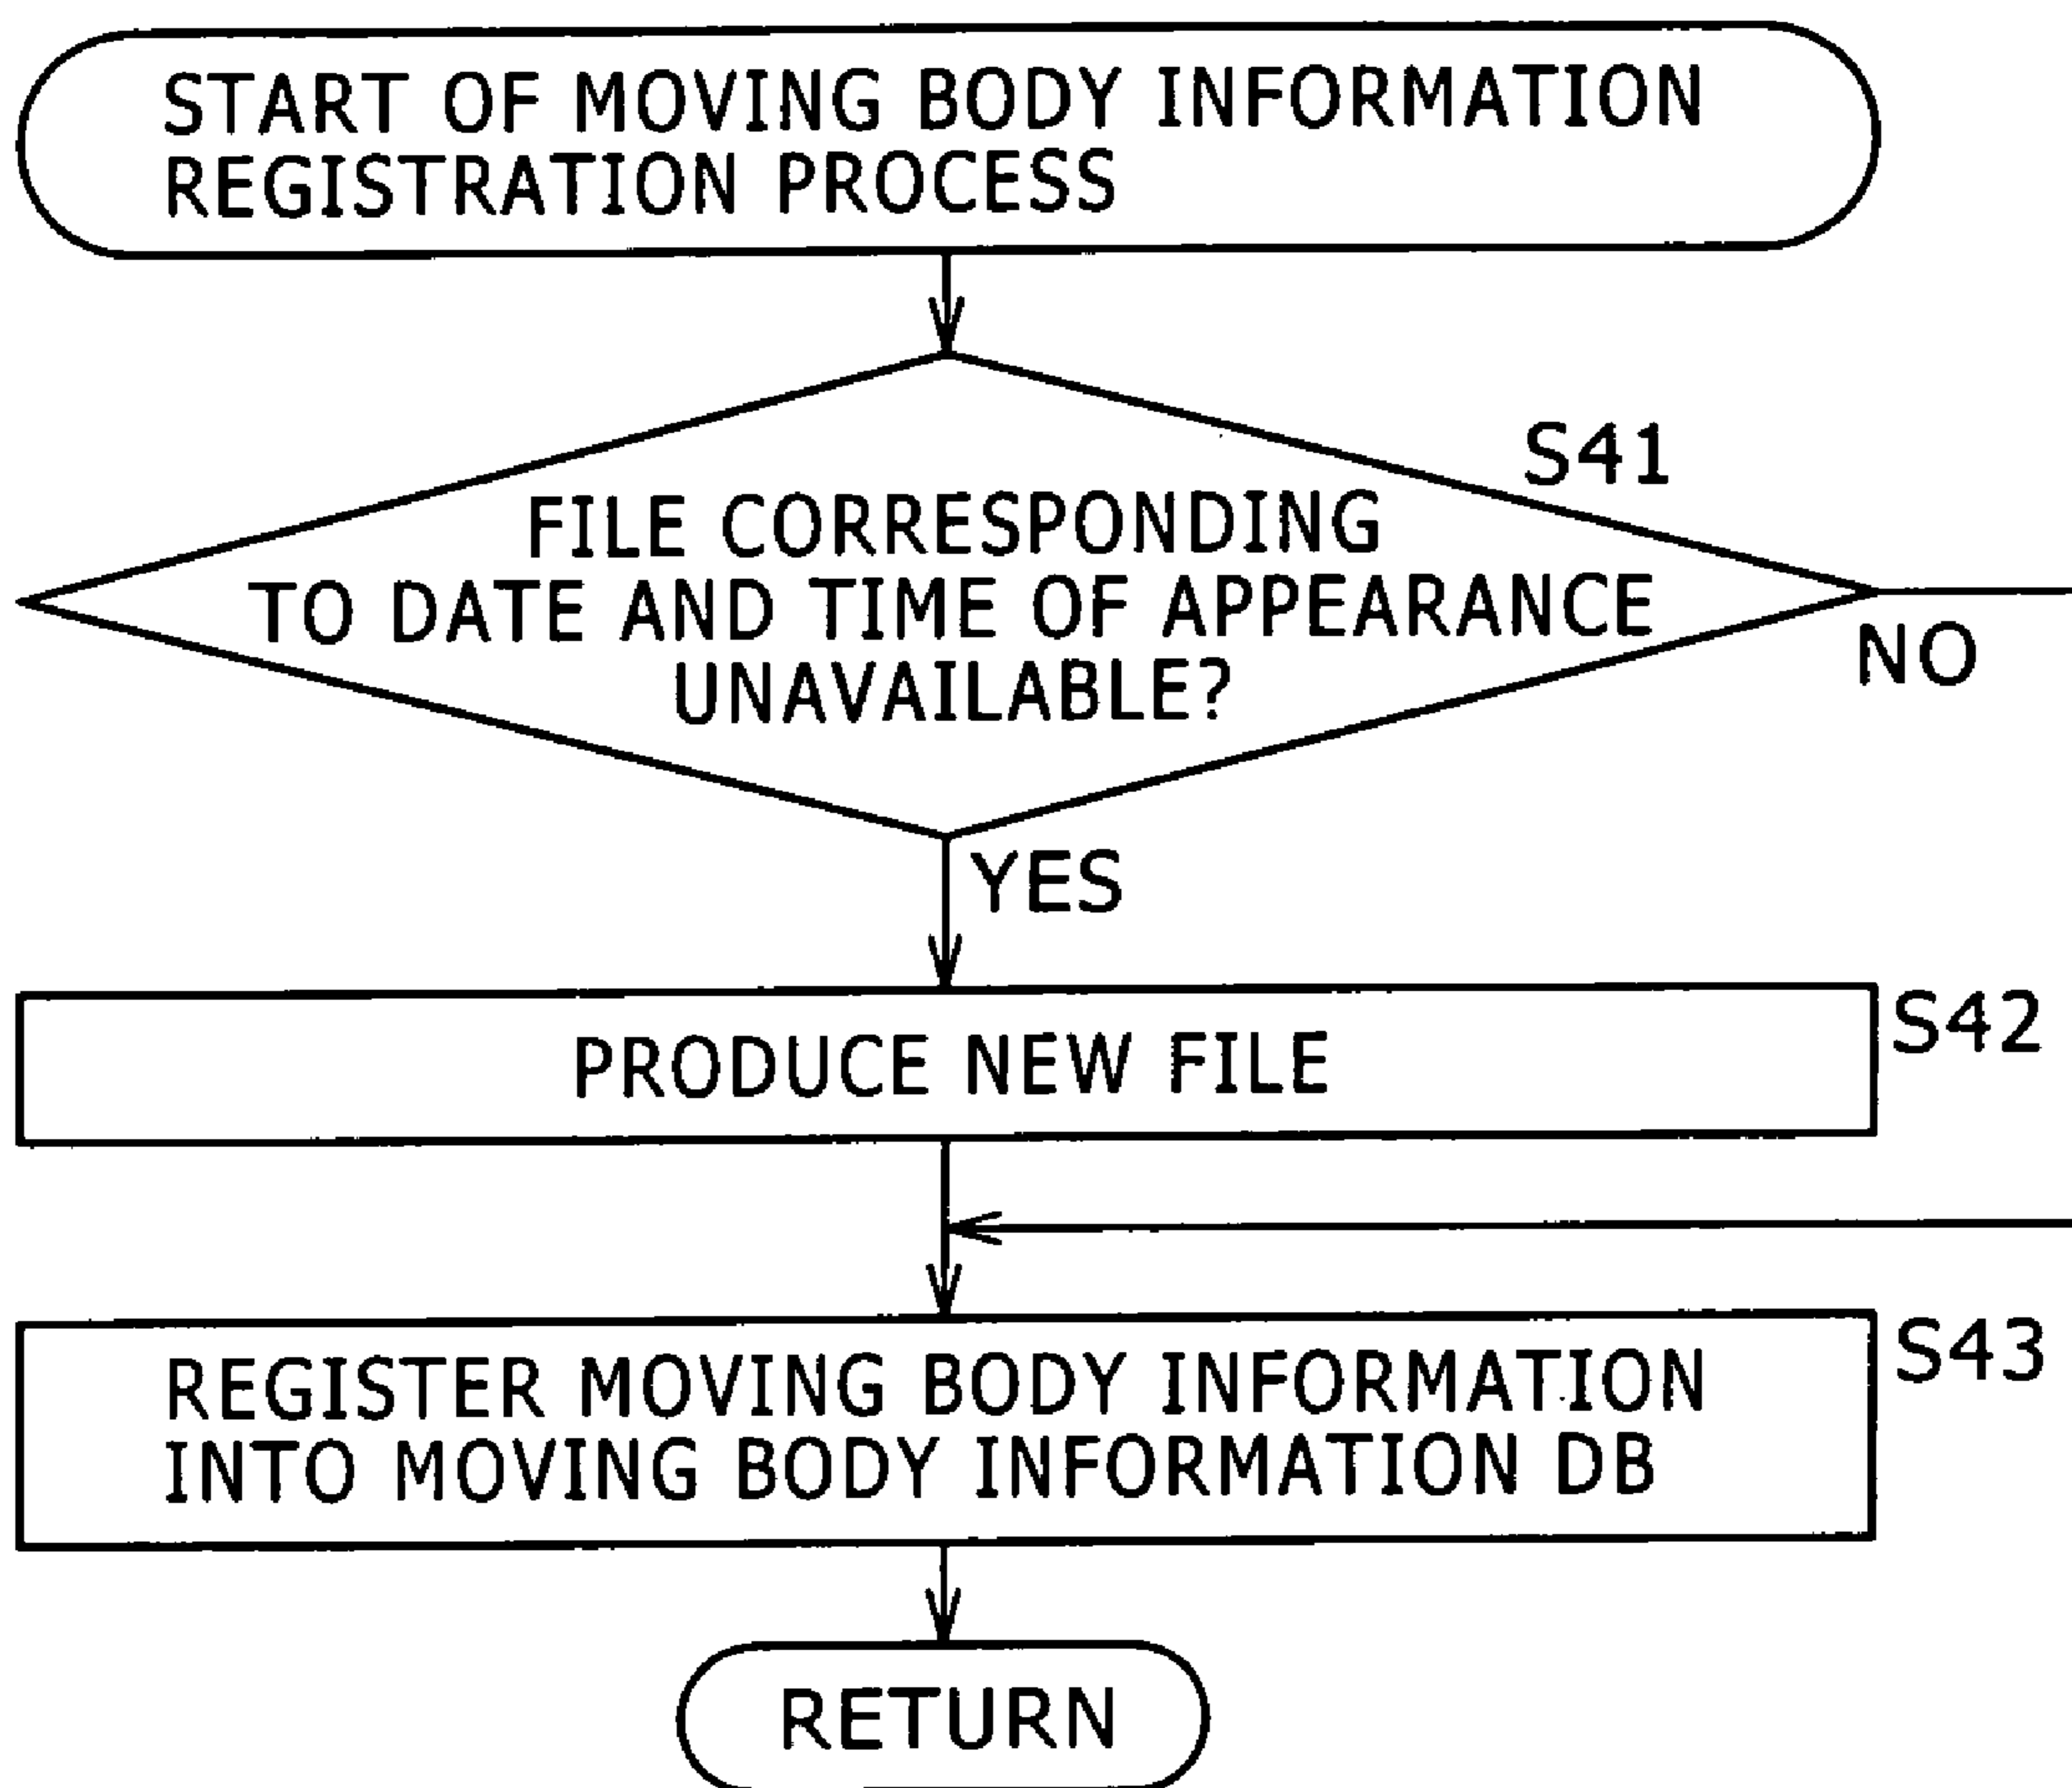 START OF MOVING BODY INFORMATION
REGISTRATION PROCESS
S41
FILE CORRESPONDING
TO DATE AND TIME OF APPEARANCE
UNAVAILABLE?
NO
YES
S42
PRODUCE NEW FILE
S43
REGISTER MOVING BODY INFORMATION
INTO MOVING BODY INFORMATION DB
RETURN